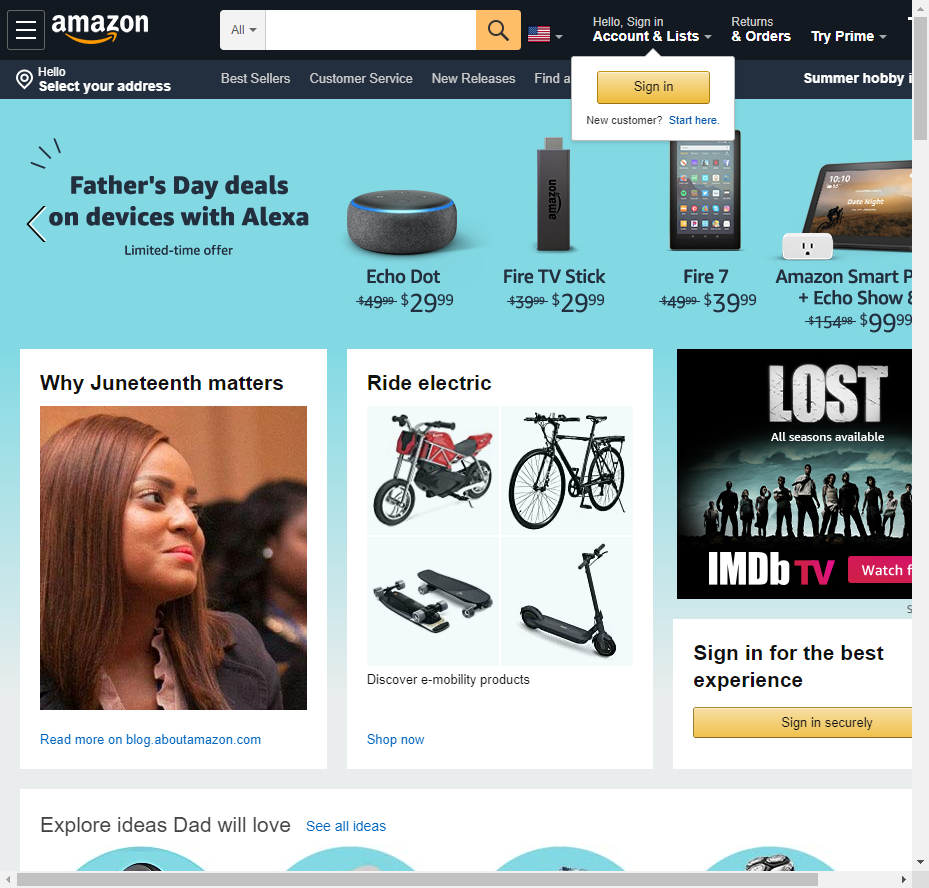 amazon
All
Hello, Sign in
Account & Lists
Returns
& Orders
Try Prime
Hello
Select your address
Best Sellers
Customer Service
New Releases
Find a
Summer hobby i
Sign in
New customer? Start here.
Father's Day deals
on devices with Alexa
Limited-time offer
amazon
10:10
Date Night
Echo Dot
$49.99 $29.99
Fire TV Stick
$39.99 $29.99
Fire 7
$49.99 $39.99
Amazon Smart P
+ Echo Show 8
$154.98 $99.99
Why Juneteenth matters
Read more on blog.aboutamazon.com
Ride electric
Discover e-mobility products
Shop now
LOST
All seasons available
IMDb TV
Watch f
S
Sign in for the best
experience
Sign in securely
Explore ideas Dad will love
See all ideas